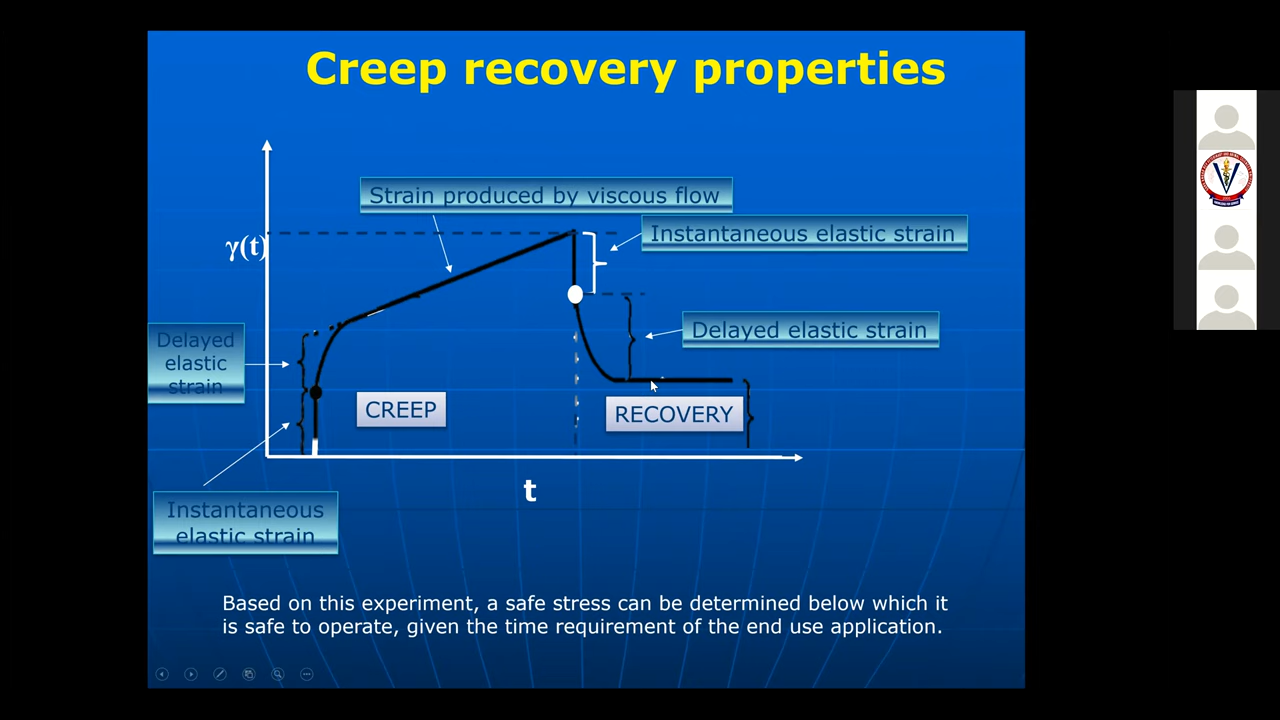 Creep recovery properties
Strain produced by viscous flow
Instantaneous elastic strain
γ(t)
Delayed elastic strain
Delayed
elastic
strain
CREEP
RECOVERY
t
Instantaneous
elastic strain
Based on this experiment, a safe stress can be determined below which it
is safe to operate, given the time requirement of the end use application.